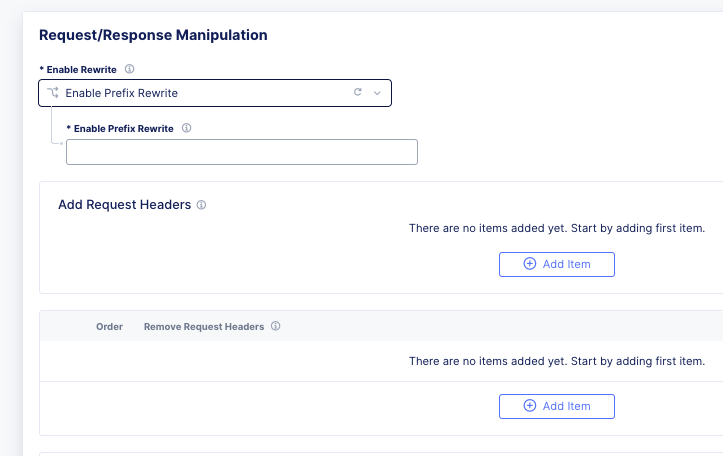 Request/Response Manipulation
* Enable Rewrite
Enable Prefix Rewrite
* Enable Prefix Rewrite
Add Request Headers
There are no items added yet. Start by adding first item.
Add Item
Order Remove Request Headers
There are no items added yet. Start by adding first item.
Add Item